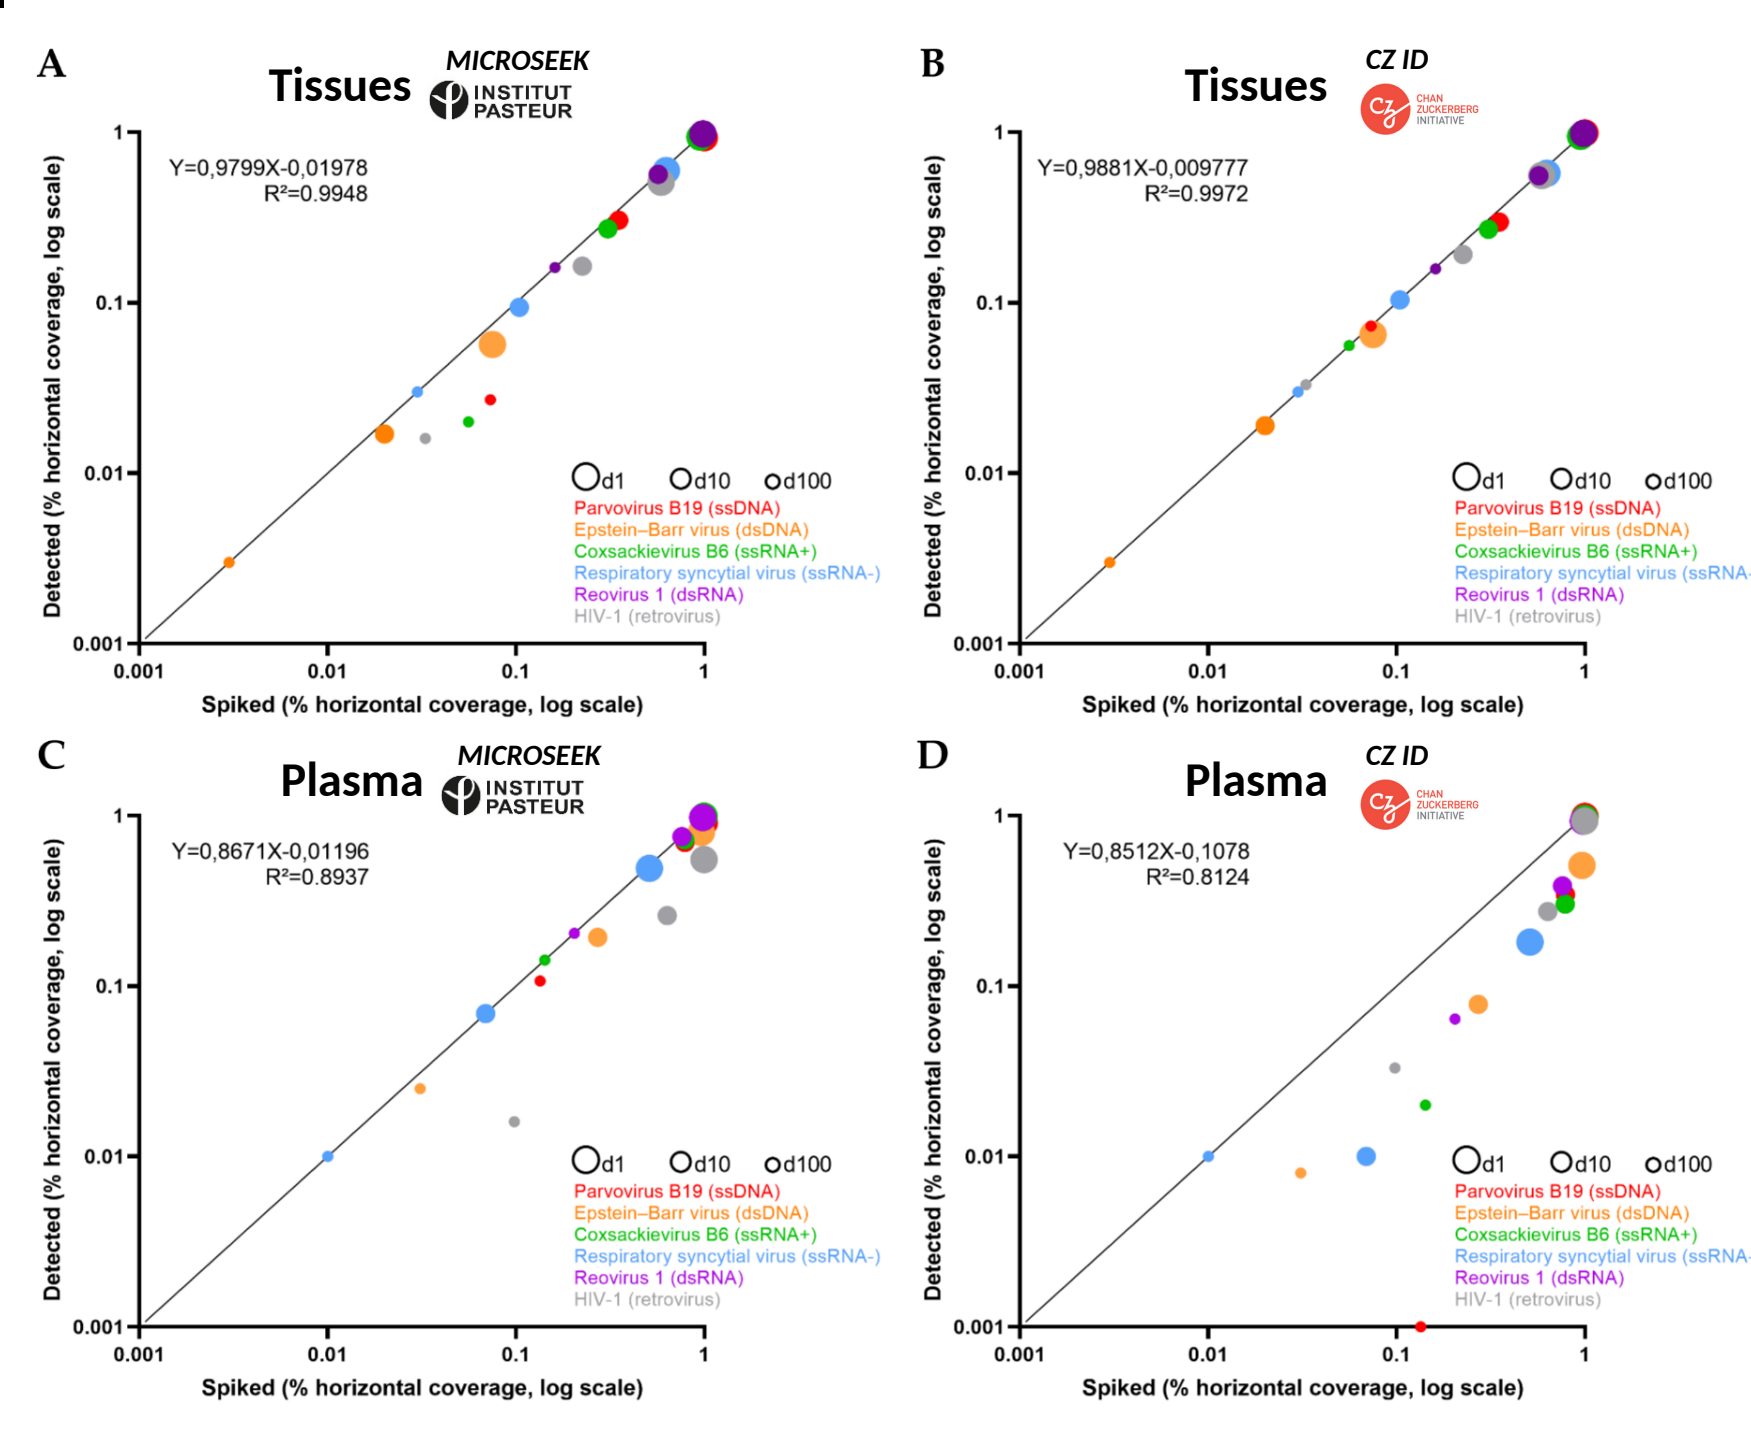 A
Tissues
MICROSEEK
INSTITUT
PASTEUR
Y=0,9799X-0,01978
R²=0.9948
Detected (% horizontal coverage, log scale)
1
0.1
0.01
0.001
d1 d10 d100
Parvovirus B19 (ssDNA)
Epstein–Barr virus (dsDNA)
Coxsackievirus B6 (ssRNA+)
Respiratory syncytial virus (ssRNA-)
Reovirus 1 (dsRNA)
HIV-1 (retrovirus)
0.001 0.01 0.1 1
Spiked (% horizontal coverage, log scale)
B
Tissues
CZ ID
CZ
CHAN
ZUCKERBERG
INITIATIVE
Y=0,9881X-0,009777
R²=0.9972
Detected (% horizontal coverage, log scale)
1
0.1
0.01
0.001
d1 d10 d100
Parvovirus B19 (ssDNA)
Epstein–Barr virus (dsDNA)
Coxsackievirus B6 (ssRNA+)
Respiratory syncytial virus (ssRNA-
Reovirus 1 (dsRNA)
HIV-1 (retrovirus)
0.001 0.01 0.1 1
Spiked (% horizontal coverage, log scale)
C
Plasma
MICROSEEK
INSTITUT
PASTEUR
Y=0,8671X-0,01196
R²=0.8937
Detected (% horizontal coverage, log scale)
1
0.1
0.01
0.001
d1 d10 d100
Parvovirus B19 (ssDNA)
Epstein–Barr virus (dsDNA)
Coxsackievirus B6 (ssRNA+)
Respiratory syncytial virus (ssRNA-)
Reovirus 1 (dsRNA)
HIV-1 (retrovirus)
0.001 0.01 0.1 1
Spiked (% horizontal coverage, log scale)
D
Plasma
CZ ID
CZ
CHAN
ZUCKERBERG
INITIATIVE
Y=0,8512X-0,1078
R²=0.8124
Detected (% horizontal coverage, log scale)
1
0.1
0.01
0.001
d1 d10 d100
Parvovirus B19 (ssDNA)
Epstein–Barr virus (dsDNA)
Coxsackievirus B6 (ssRNA+)
Respiratory syncytial virus (ssRNA-
Reovirus 1 (dsRNA)
HIV-1 (retrovirus)
0.001 0.01 0.1 1
Spiked (% horizontal coverage, log scale)